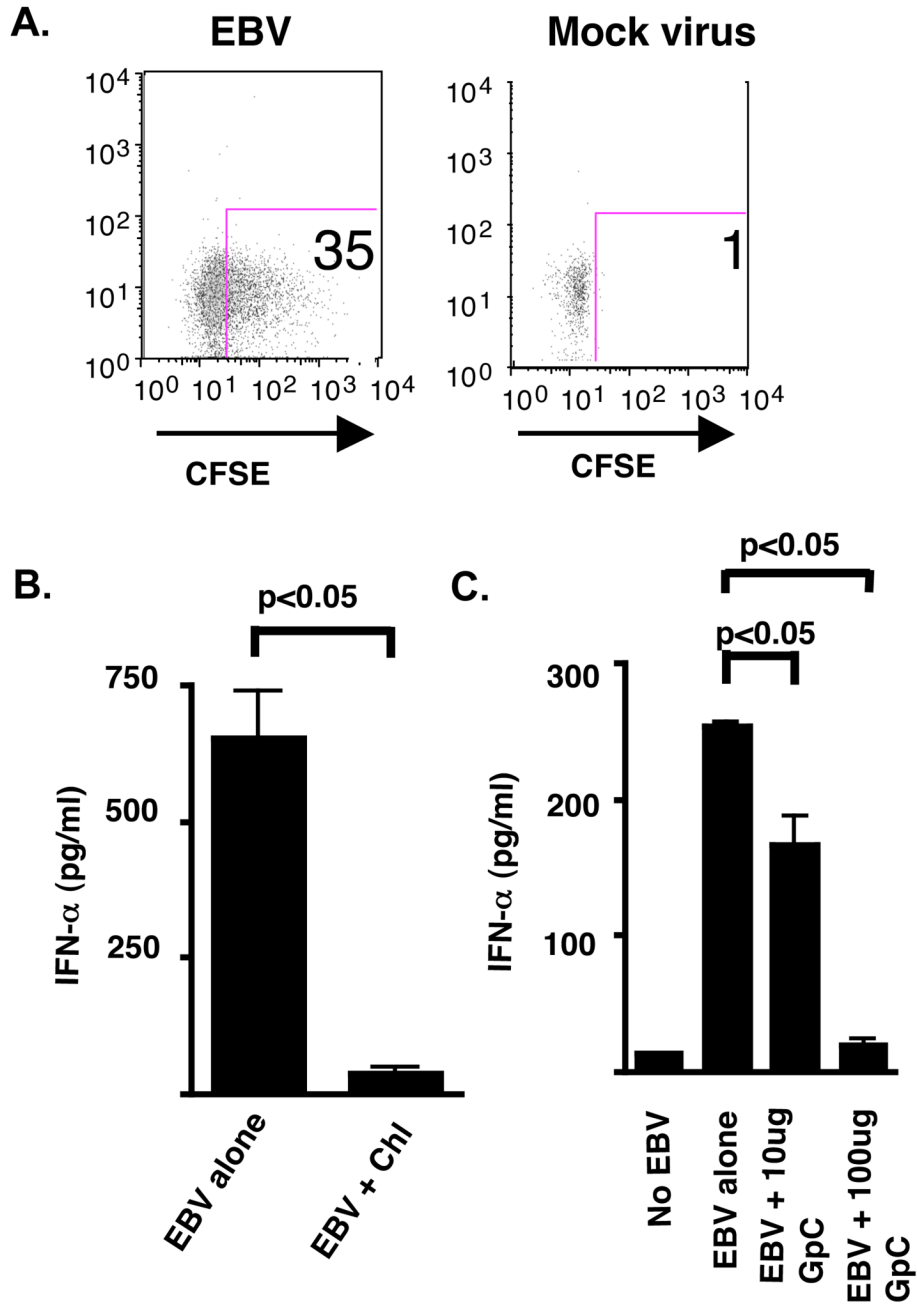 A.
EBV
Mock virus
10⁴
10³
10²
10¹
10⁰
35
10⁰ 10¹ 10² 10³ 10⁴
CFSE
10⁴
10³
10²
10¹
10⁰
1
10⁰ 10¹ 10² 10³ 10⁴
CFSE
B.
p<0.05
750
500
250
IFN-α (pg/ml)
EBV alone
EBV + Chl
C.
p<0.05
p<0.05
300
200
100
IFN-α (pg/ml)
No EBV
EBV alone
EBV + 10ug
GpC
EBV + 100ug
GpC